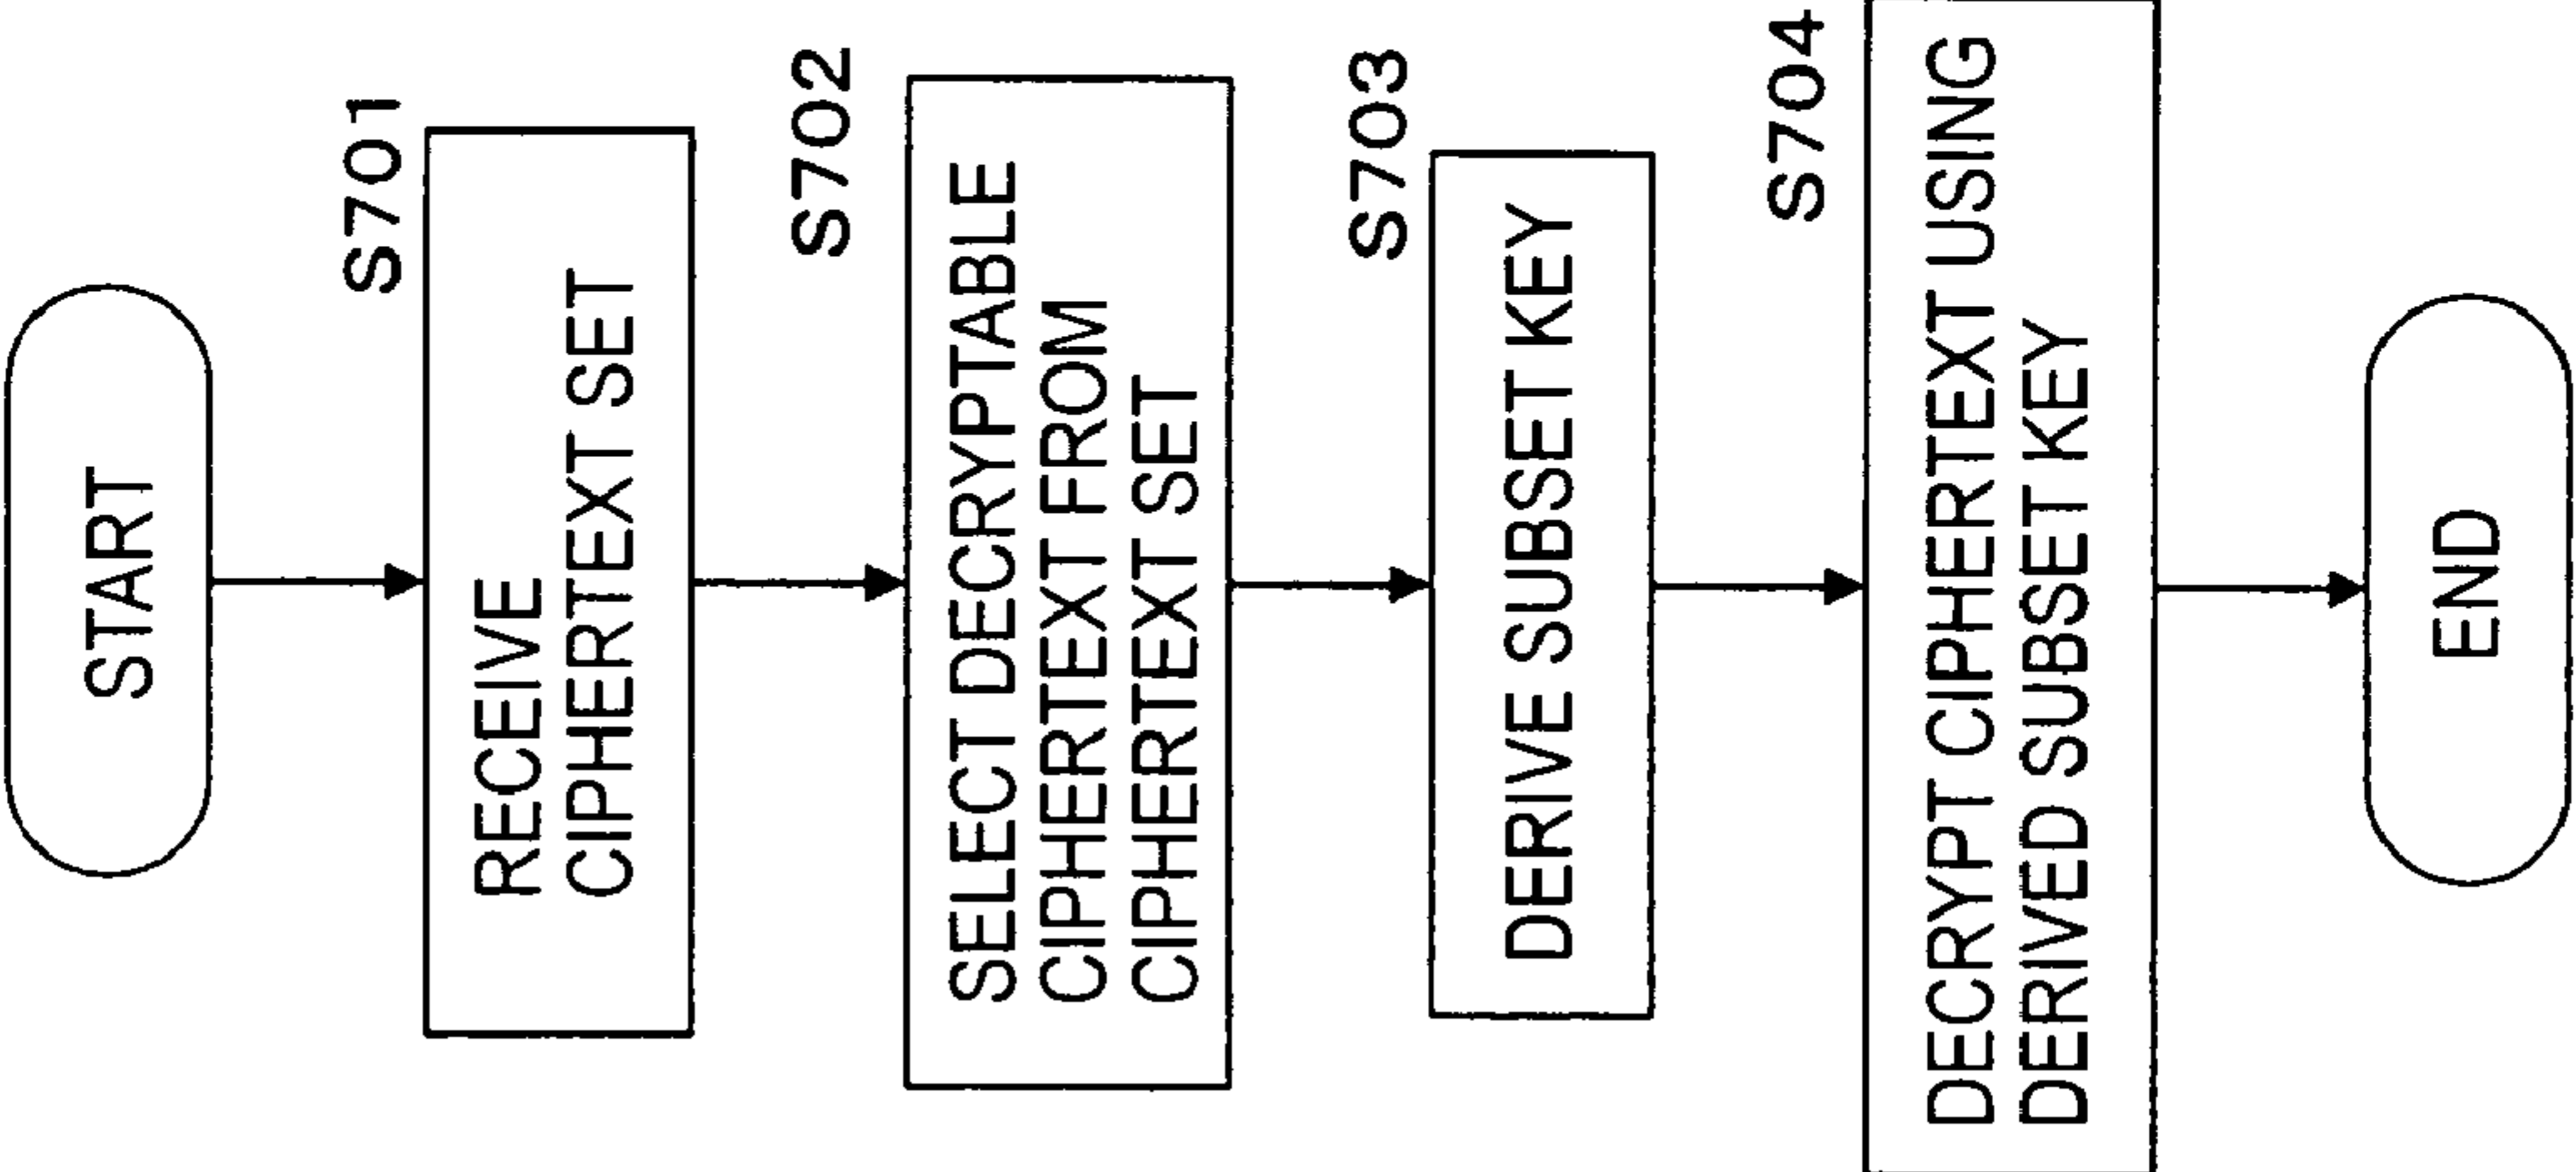 START
S701
RECEIVE
CIPHERTEXT SET
S702
SELECT DECRYPTABLE
CIPHERTEXT FROM
CIPHERTEXT SET
S703
DERIVE SUBSET KEY
S704
DECRYPT CIPHERTEXT USING
DERIVED SUBSET KEY
END